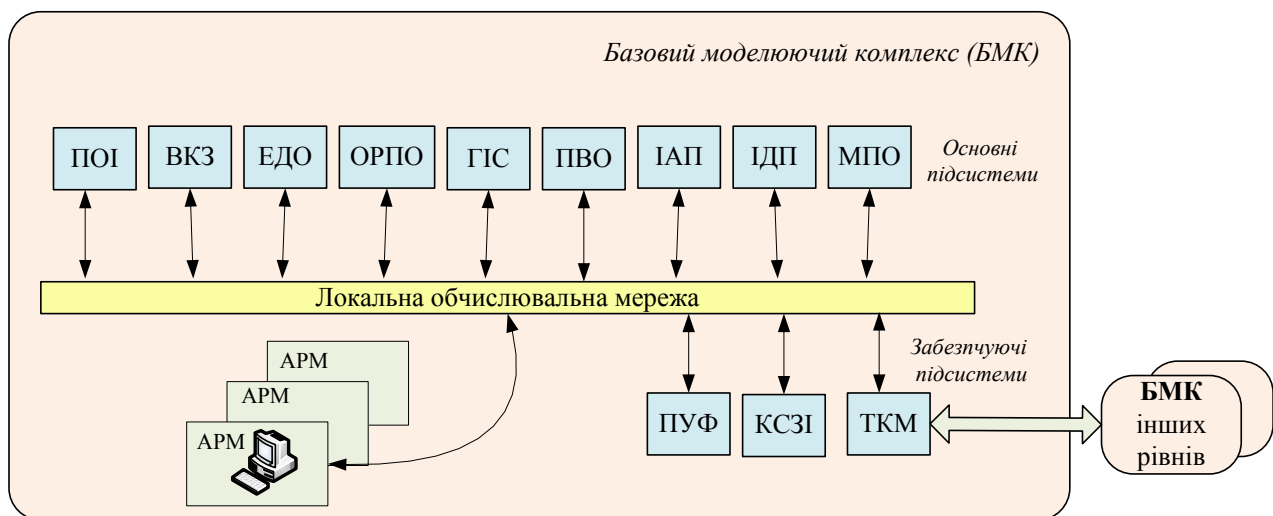 Базовий моделюючий комплекс (БМК)
ПОІ ВКЗ ЕДО ОРПО ГІС ПВО ІАП ІДП МПО
Основні
підсистеми
Локальна обчислювальна мережа
АРМ
АРМ
АРМ
Забезпчуючі
підсистеми
ПУФ КСЗІ ТКМ
БМК
інших
рівнів